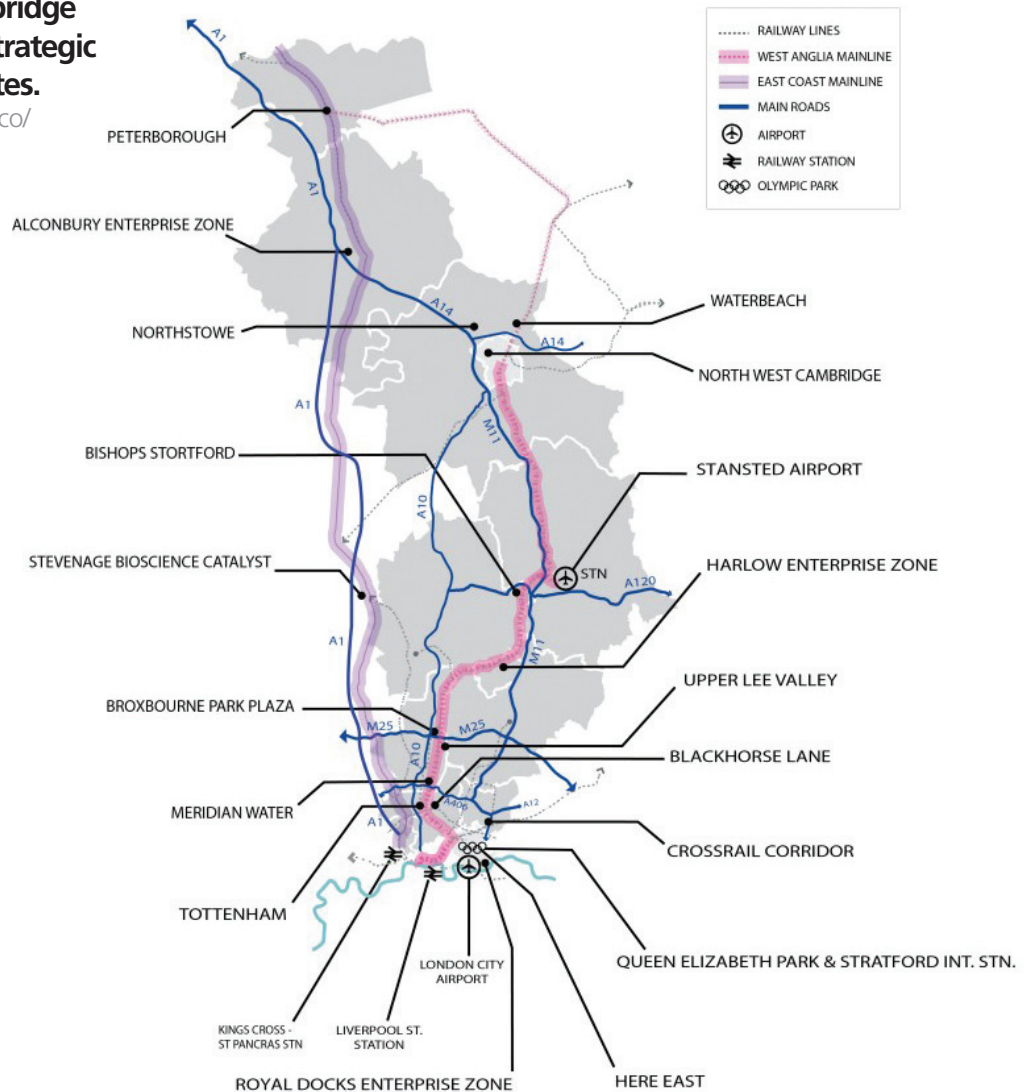 bridge
trategic
tes.
co/
RAILWAY LINES
WEST ANGLIA MAINLINE
EAST COAST MAINLINE
MAIN ROADS
AIRPORT
RAILWAY STATION
OLYMPIC PARK
A1
PETERBOROUGH
A1
ALCONBURY ENTERPRISE ZONE
A14
WATERBEACH
NORTHSTOWE
A14
NORTH WEST CAMBRIDGE
A1
M11
BISHOPS STORTFORD
STANSTED AIRPORT
A10
STEVENAGE BIOSCIENCE CATALYST
HARLOW ENTERPRISE ZONE
STN
A120
A1
M11
UPPER LEE VALLEY
BROXBOURNE PARK PLAZA
M25
M25
A10
BLACKHORSE LANE
MERIDIAN WATER
A406
A12
A1
CROSSRAIL CORRIDOR
TOTTENHAM
LONDON CITY
AIRPORT
QUEEN ELIZABETH PARK & STRATFORD INT. STN.
KINGS CROSS -
ST PANCRAS STN
LIVERPOOL ST.
STATION
ROYAL DOCKS ENTERPRISE ZONE
HERE EAST